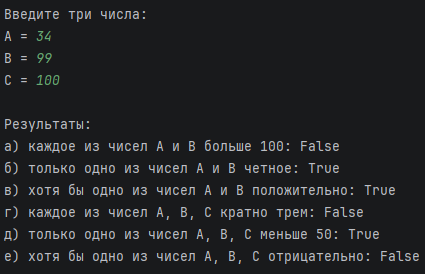 Введите три числа:
A = 34
B = 99
C = 100
Результаты:
а) каждое из чисел A и B больше 100: False
б) только одно из чисел A и B четное: True
в) хотя бы одно из чисел A и B положительно: True
г) каждое из чисел A, B, C кратно трем: False
д) только одно из чисел A, B, C меньше 50: True
е) хотя бы одно из чисел A, B, C отрицательно: False